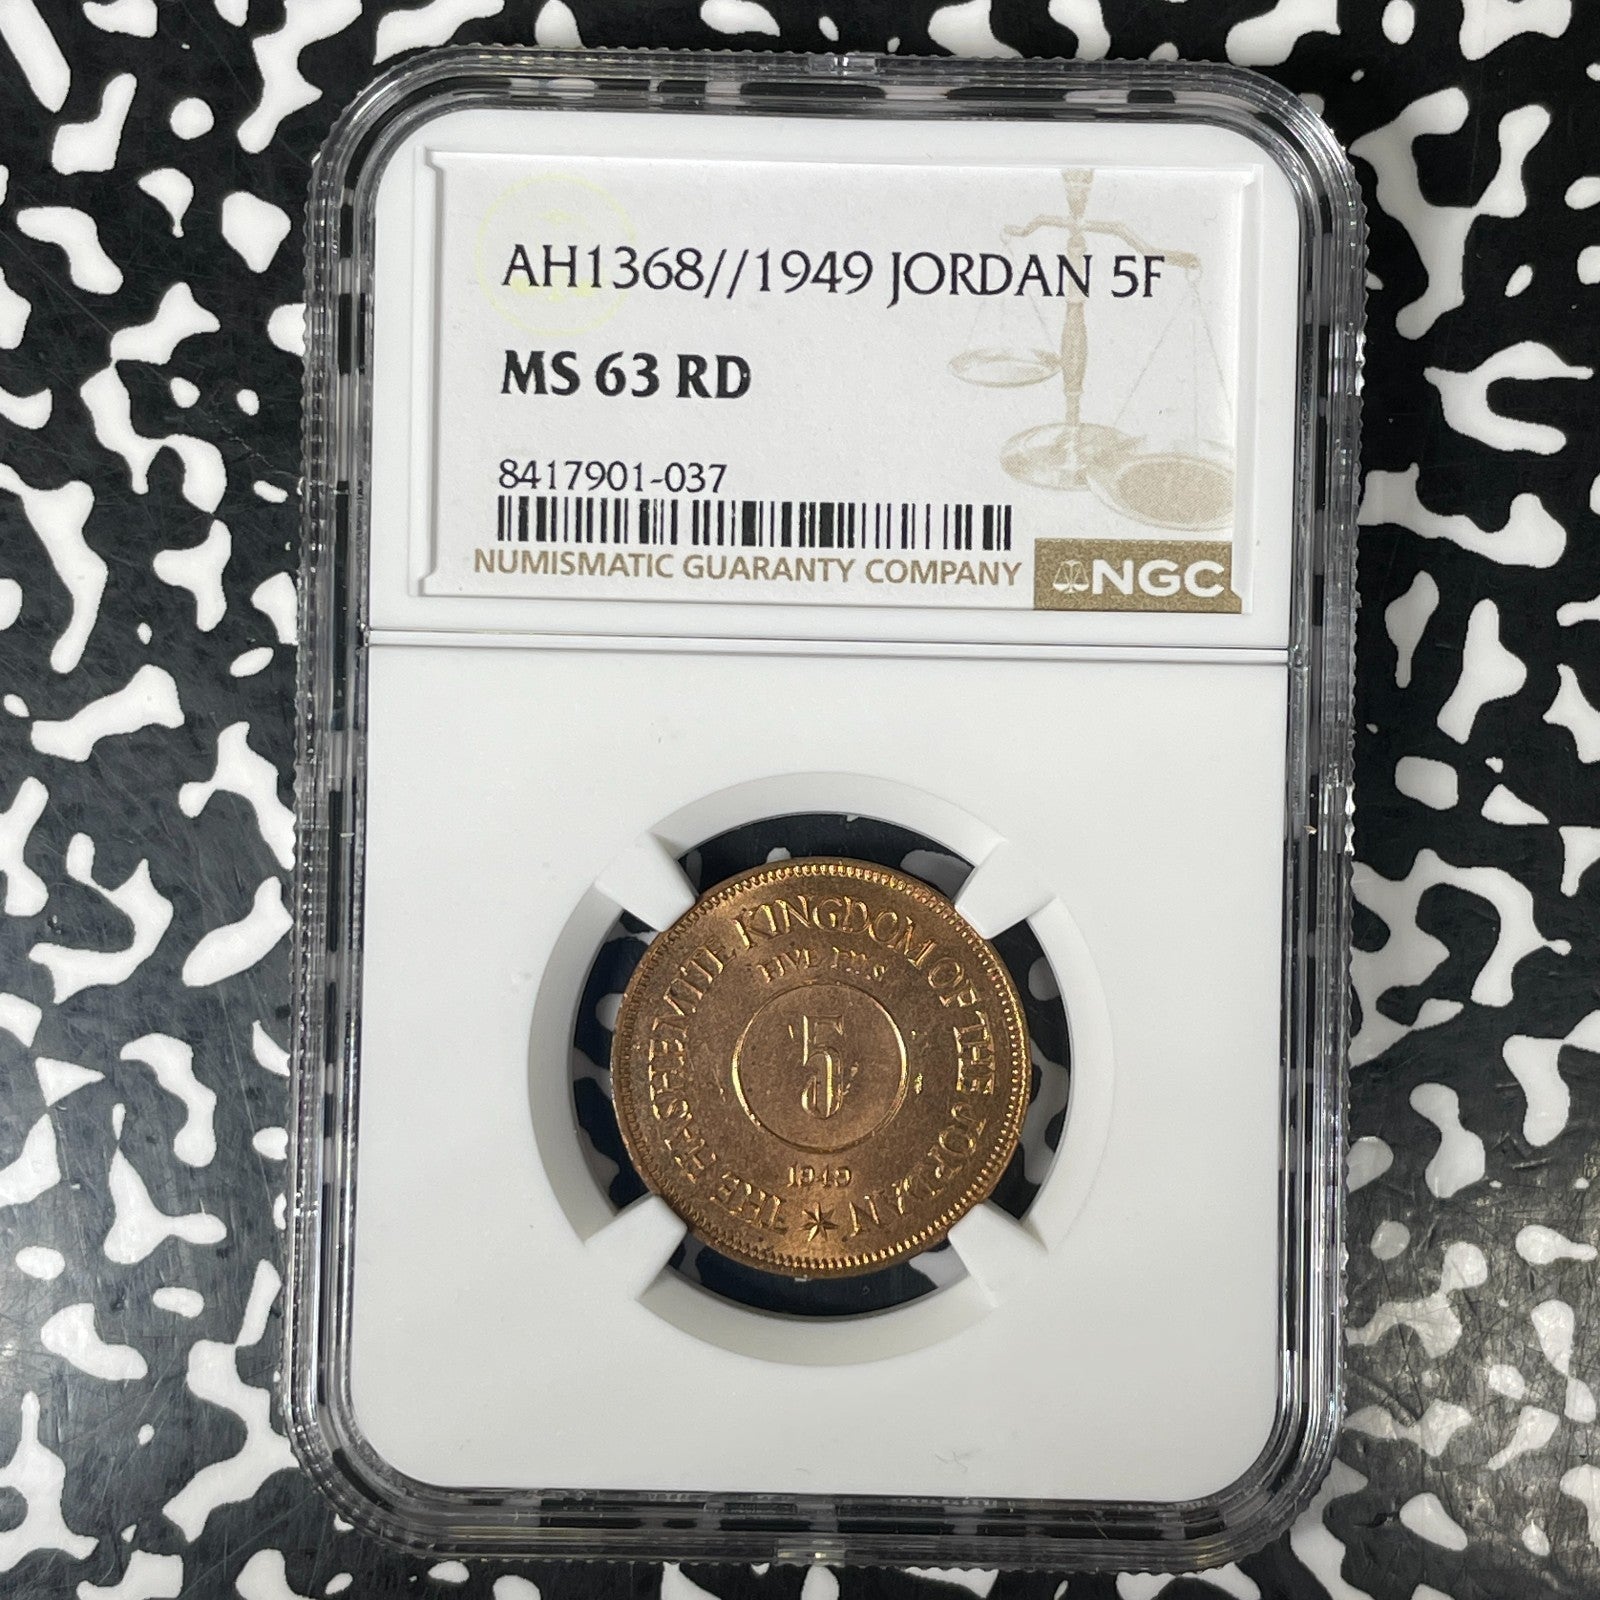 AH1368//1949 JORDAN 5F
MS 63 RD
8417901-037
NUMISMATIC GUARANTY COMPANY
NGC
THE HASHEMITE KINGDOM OF THE JORDAN
FIVE FILS
5
1949